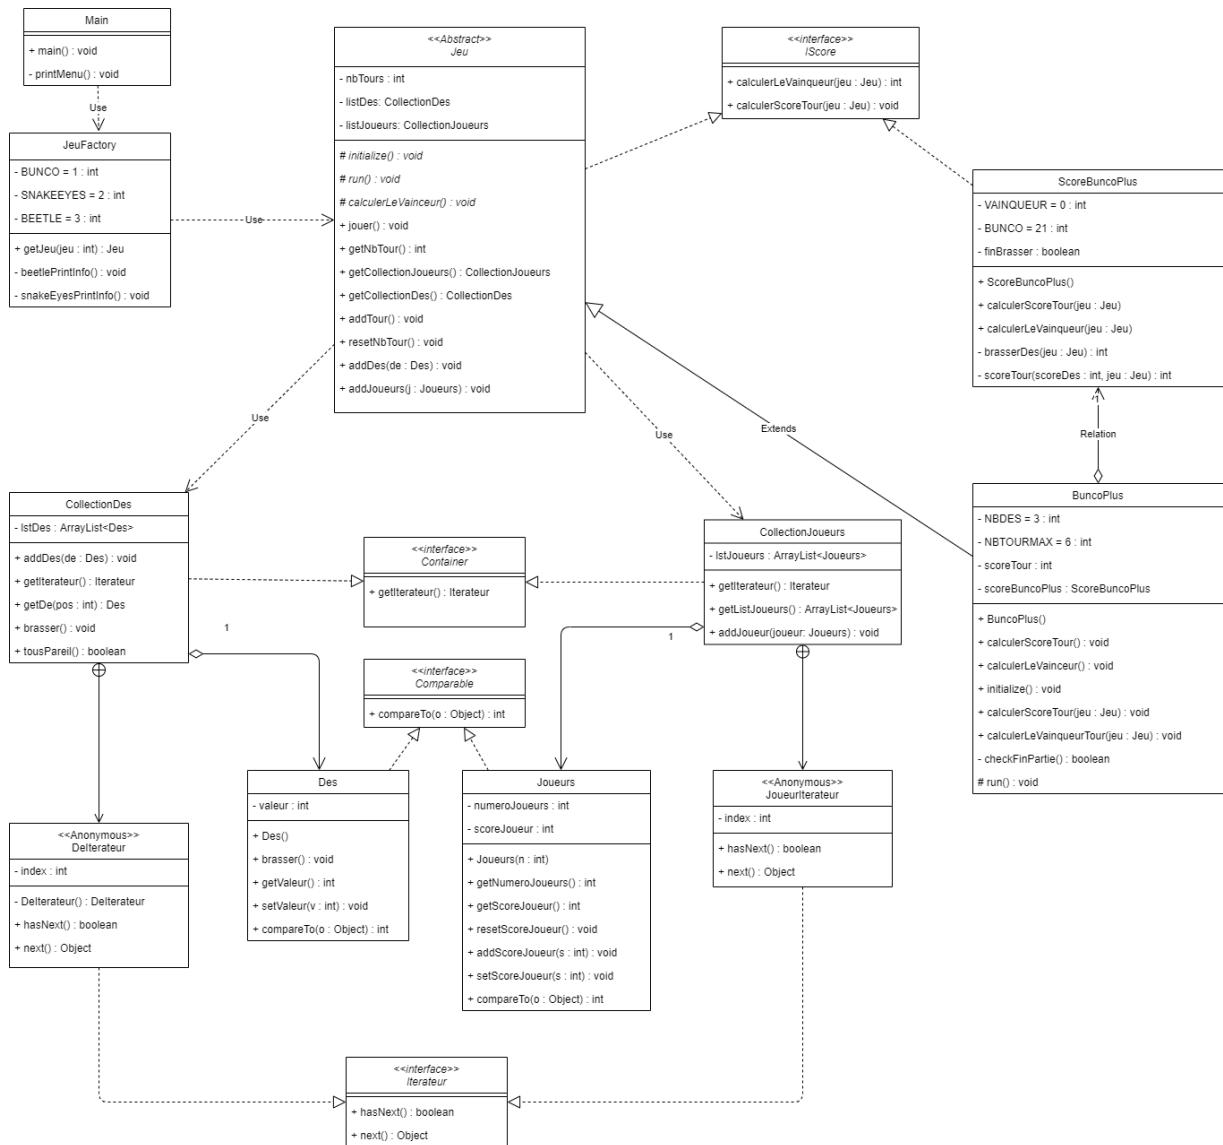 Main
+ main() : void
- printMenu() : void
Use
JeuFactory
- BUNCO = 1 : int
- SNAKEEYES = 2 : int
- BEETLE = 3 : int
+ getJeu(jeu : int) : Jeu
- beetlePrintInfo() : void
- snakeEyesPrintInfo() : void
Use
<<Abstract>>
Jeu
- nbTours : int
- listDes: CollectionDes
- listJoueurs: CollectionJoueurs
# initialize() : void
# run() : void
# calculerLeVainceur() : void
+ jouer() : void
+ getNbTour() : int
+ getCollectionJoueurs() : CollectionJoueurs
+ getCollectionDes() : CollectionDes
+ addTour() : void
+ resetNbTour() : void
+ addDes(de : Des) : void
+ addJoueurs(j : Joueurs) : void
<<interface>>
IScore
+ calculerLeVainqueur(jeu : Jeu) : int
+ calculerScoreTour(jeu : Jeu) : void
ScoreBuncoPlus
- VAINQUEUR = 0 : int
- BUNCO = 21 : int
- finBrasser : boolean
+ ScoreBuncoPlus()
+ calculerScoreTour(jeu : Jeu)
+ calculerLeVainqueur(jeu : Jeu)
- brasserDes(jeu : Jeu) : int
- scoreTour(scoreDes : int, jeu : Jeu) : int
1
Relation
Use
Use
Extends
BuncoPlus
- NBDES = 3 : int
- NBTOURMAX = 6 : int
- scoreTour : int
- scoreBuncoPlus : ScoreBuncoPlus
+ BuncoPlus()
+ calculerScoreTour() : void
+ calculerLeVainceur() : void
+ initialize() : void
+ calculerScoreTour(jeu : Jeu) : void
+ calculerLeVainqueurTour(jeu : Jeu) : void
- checkFinPartie() : boolean
# run() : void
CollectionDes
- lstDes : ArrayList<Des>
+ addDes(de : Des) : void
+ getIterateur() : Iterateur
+ getDe(pos : int) : Des
+ brasser() : void
+ tousPareil() : boolean
1
<<interface>>
Container
+ getIterateur() : Iterateur
CollectionJoueurs
- lstJoueurs : ArrayList<Joueurs>
+ getIterateur() : Iterateur
+ getListJoueurs() : ArrayList<Joueurs>
+ addJoueur(joueur: Joueurs) : void
1
<<interface>>
Comparable
+ compareTo(o : Object) : int
Des
- valeur : int
+ Des()
+ brasser() : void
+ getValeur() : int
+ setValeur(v : int) : void
+ compareTo(o : Object) : int
Joueurs
- numeroJoueurs : int
- scoreJoueur : int
+ Joueurs(n : int)
+ getNumeroJoueurs() : int
+ getScoreJoueur() : int
+ resetScoreJoueur() : void
+ addScoreJoueur(s : int) : void
+ setScoreJoueur(s : int) : void
+ compareTo(o : Object) : int
<<Anonymous>>
JoueurIterateur
- index : int
+ hasNext() : boolean
+ next() : Object
<<Anonymous>>
DeIterateur
- index : int
- DeIterateur() : DeIterateur
+ hasNext() : boolean
+ next() : Object
<<interface>>
Iterateur
+ hasNext() : boolean
+ next() : Object